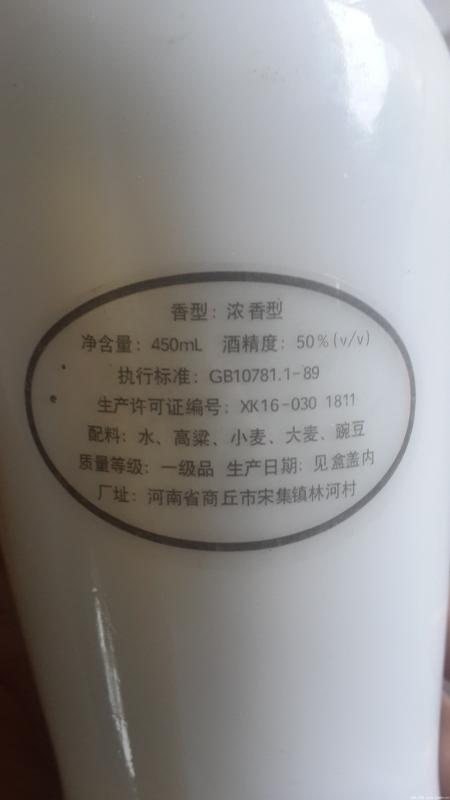 香型：浓香型
净含量：450mL 酒精度：50%(v/v)
执行标准：GB10781.1-89
生产许可证编号：XK16-030 1811
配料：水、高粱、小麦、大麦、豌豆
质量等级：一级品 生产日期：见盒盖内
厂址：河南省商丘市宋集镇林河村